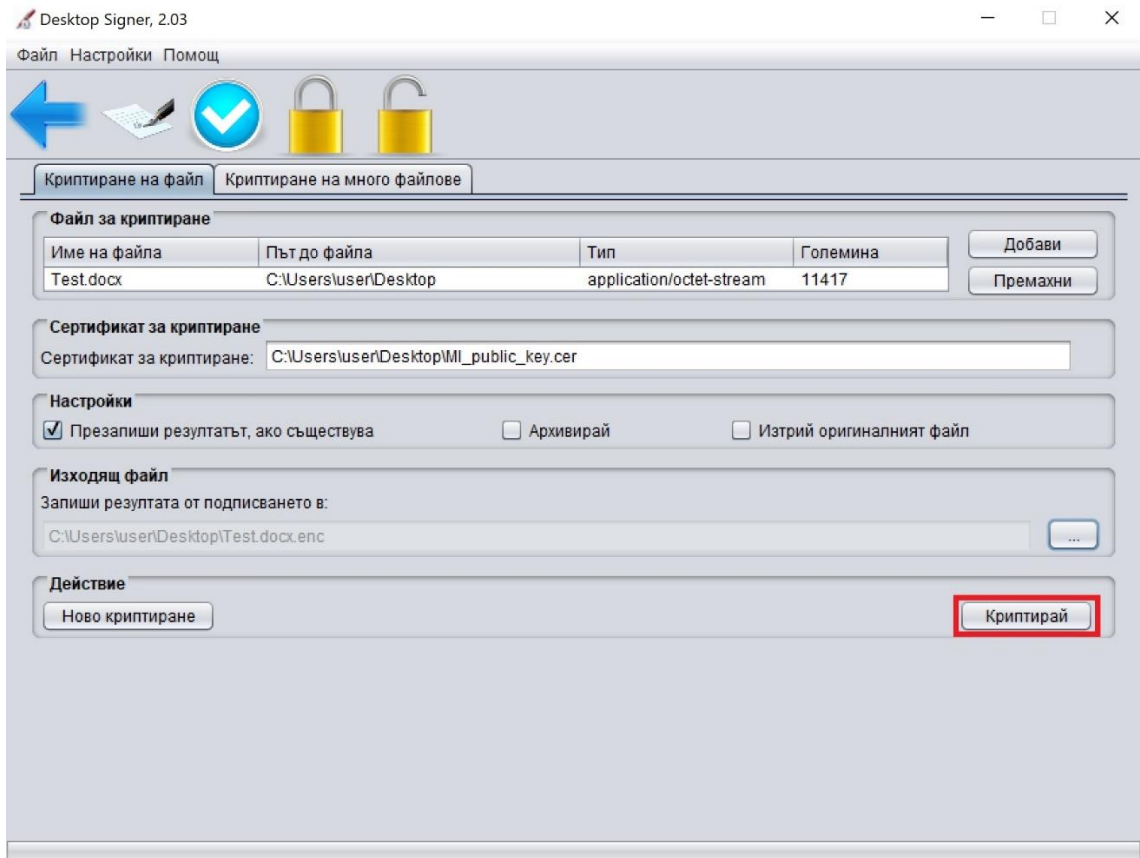 Desktop Signer, 2.03
Файл Настройки Помощ
Криптиране на файл Криптиране на много файлове
Файл за криптиране
Име на файла Път до файла Тип Големина Добави
Test.docx C:\Users\user\Desktop application/octet-stream 11417 Премахни
Сертификат за криптиране
Сертификат за криптиране: C:\Users\user\Desktop\MI_public_key.cer
Настройки
Презапиши резултатът, ако съществува Архивирай Изтрий оригиналният файл
Изходящ файл
Запиши резултата от подписването в:
C:\Users\user\Desktop\Test.docx.enc ...
Действие
Ново криптиране Криптирай